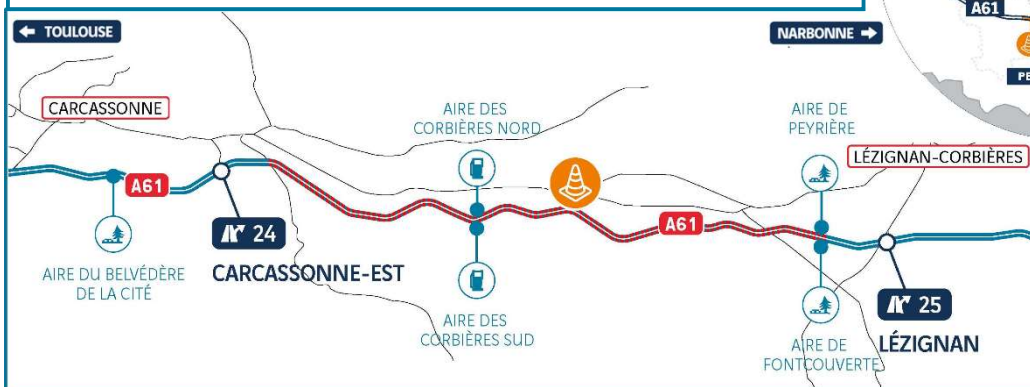 ← TOULOUSE
NARBONNE →
A61
PE
CARCASSONNE
AIRE DES
CORBIÈRES NORD
AIRE DE
PEYRIÈRE
LÉZIGNAN-CORBIÈRES
A61
A61
24
CARCASSONNE-EST
AIRE DU BELVÉDÈRE
DE LA CITÉ
AIRE DES
CORBIÈRES SUD
25
LÉZIGNAN
AIRE DE
FONTCOUVERTE